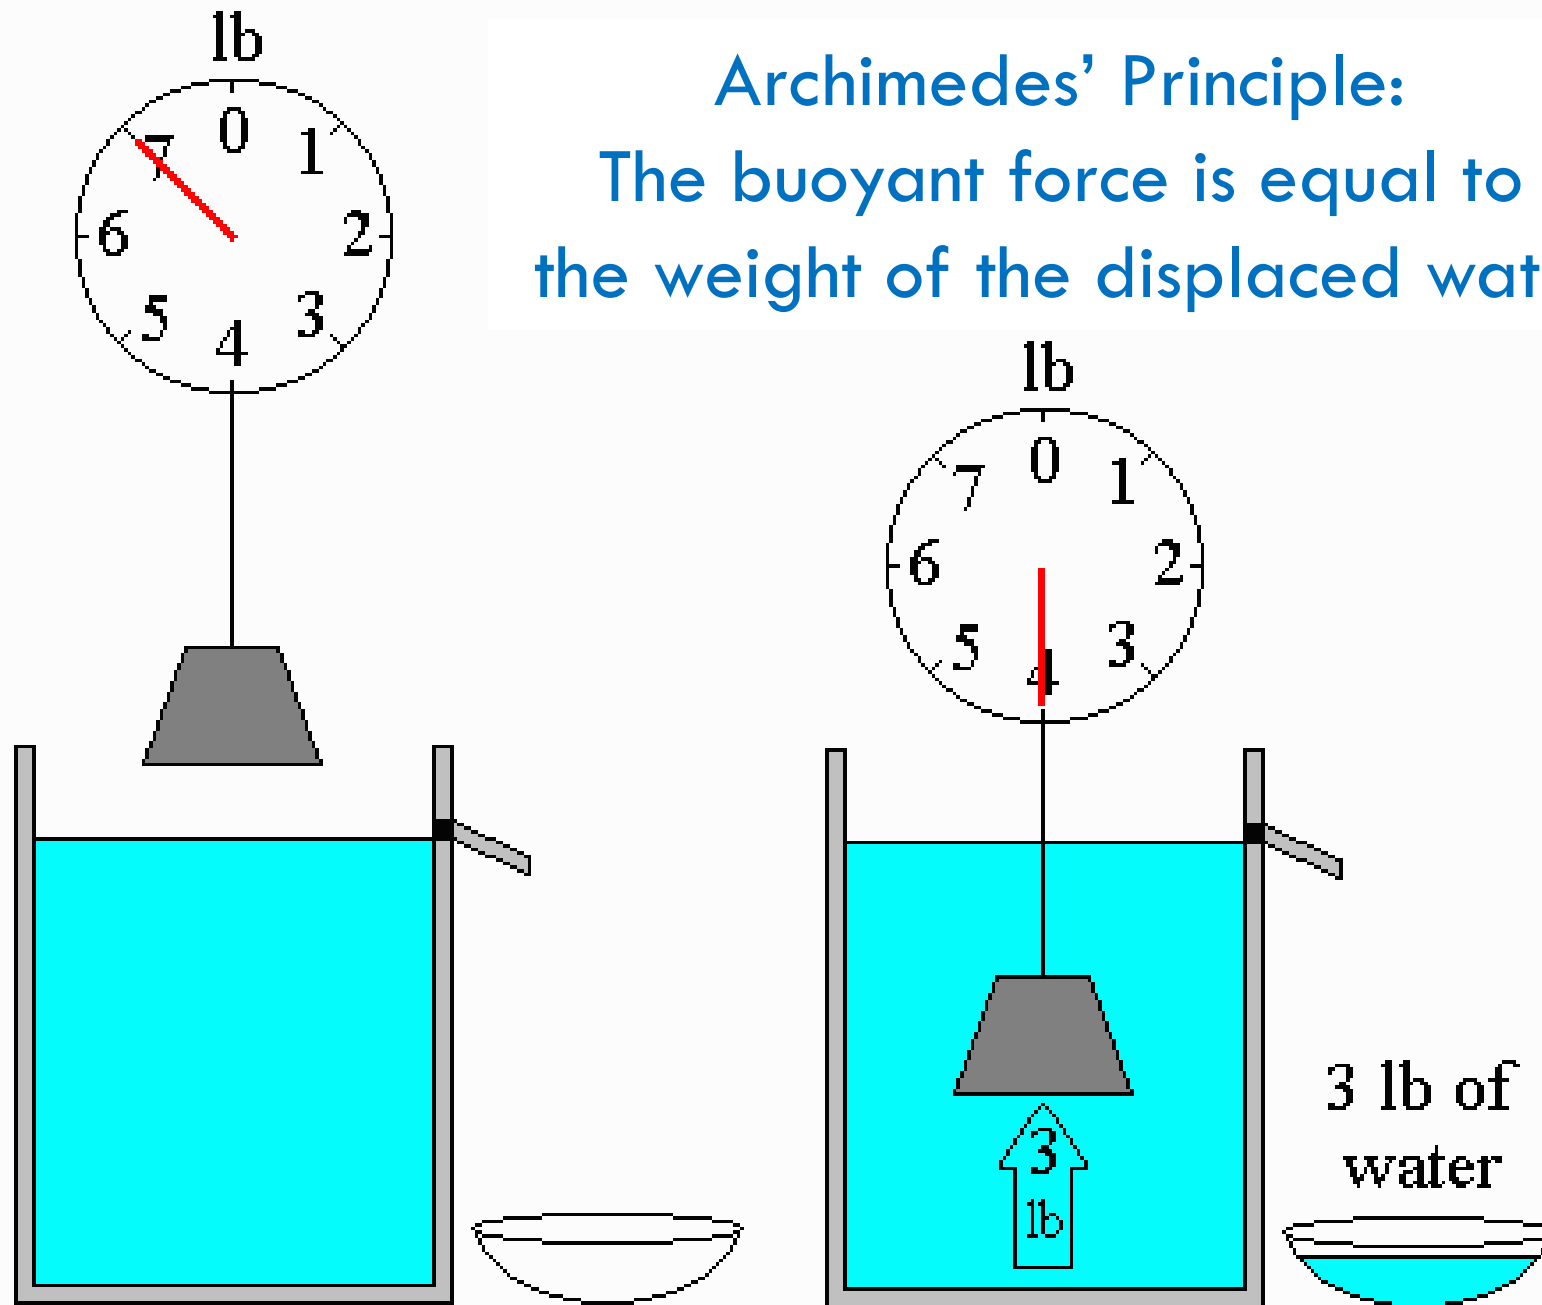 lb
0
1
2
3
4
5
6
7
Archimedes’ Principle:
The buoyant force is equal to
the weight of the displaced wat
lb
0
1
2
3
4
5
6
7
3
lb
3 lb of
water